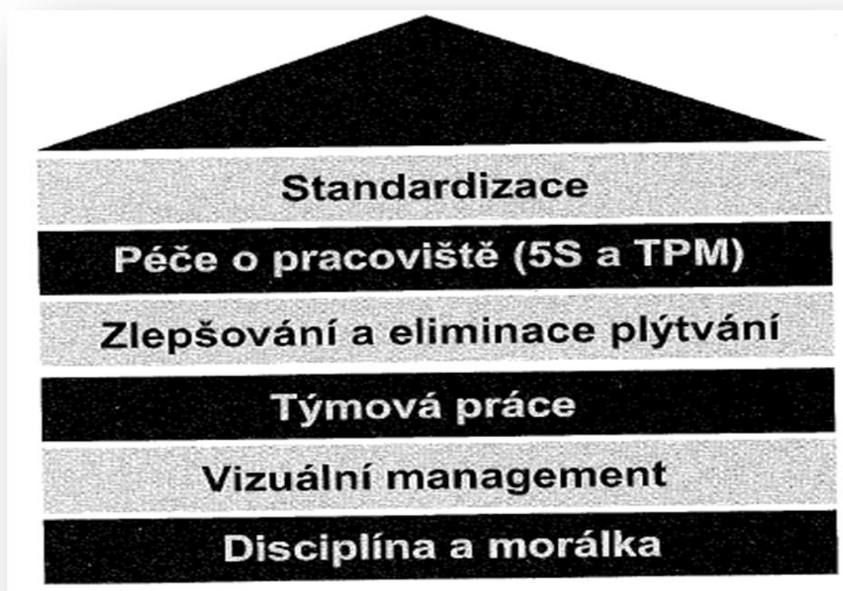 Standardizace
Péče o pracoviště (5S a TPM)
Zlepšování a eliminace plýtvání
Týmová práce
Vizuální management
Disciplína a morálka